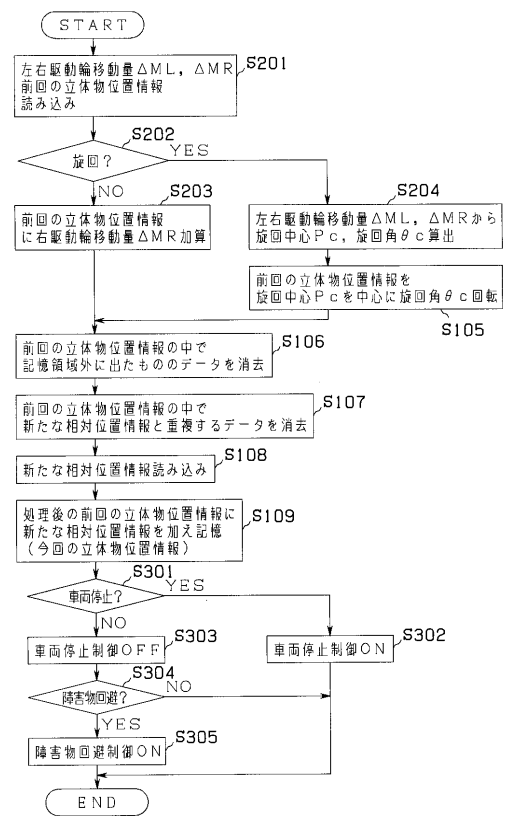 START
S201
左右駆動輪移動量ΔML，ΔMR
前回の立体物位置情報
読み込み
S202
旋回？
YES
NO
S203
前回の立体物位置情報
に右駆動輪移動量ΔMR加算
S204
左右駆動輪移動量ΔML，ΔMRから
旋回中心Pc，旋回角θc算出
前回の立体物位置情報を
旋回中心Pcを中心に旋回角θc回転
S105
S106
前回の立体物位置情報の中で
記憶領域外に出たもののデータを消去
S107
前回の立体物位置情報の中で
新たな相対位置情報と重複するデータを消去
S108
新たな相対位置情報読み込み
S109
処理後の前回の立体物位置情報に
新たな相対位置情報を加え記憶
（今回の立体物位置情報）
S301
車両停止？
YES
NO
S303
車両停止制御OFF
S302
車両停止制御ON
S304
障害物回避？
NO
YES
S305
障害物回避制御ON
END